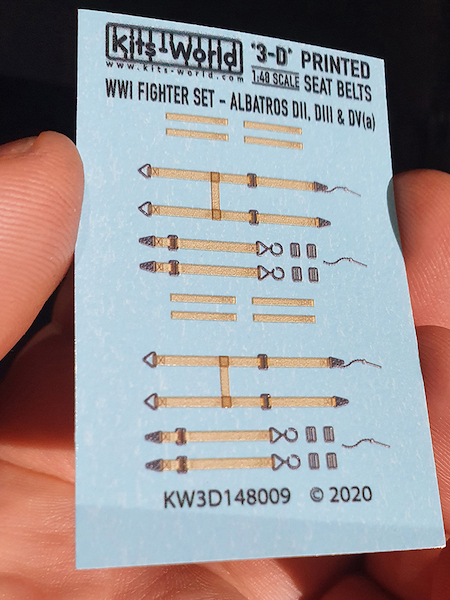 Kits-World
www.kits-world.com
'3-D' PRINTED
1:48 SCALE SEAT BELTS
WWI FIGHTER SET - ALBATROS DII, DIII & DV(a)
KW3D148009 © 2020